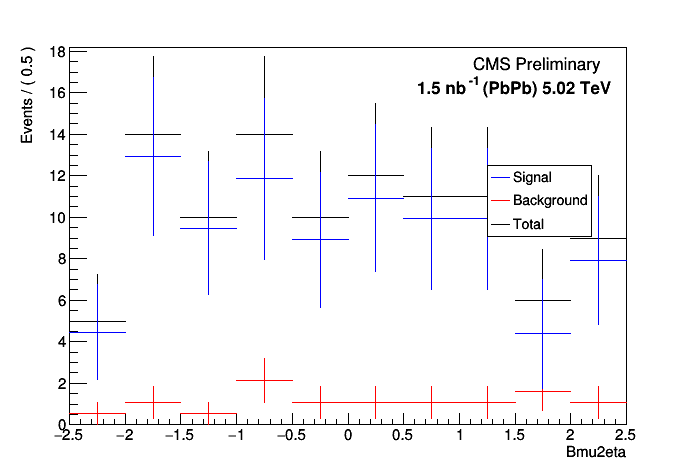 CMS Preliminary
1.5 nb⁻¹ (PbPb) 5.02 TeV
Events / ( 0.5 )
18
16
14
12
10
8
6
4
2
0
Signal
Background
Total
−2.5 −2 −1.5 −1 −0.5 0 0.5 1 1.5 2 2.5
Bmu2eta